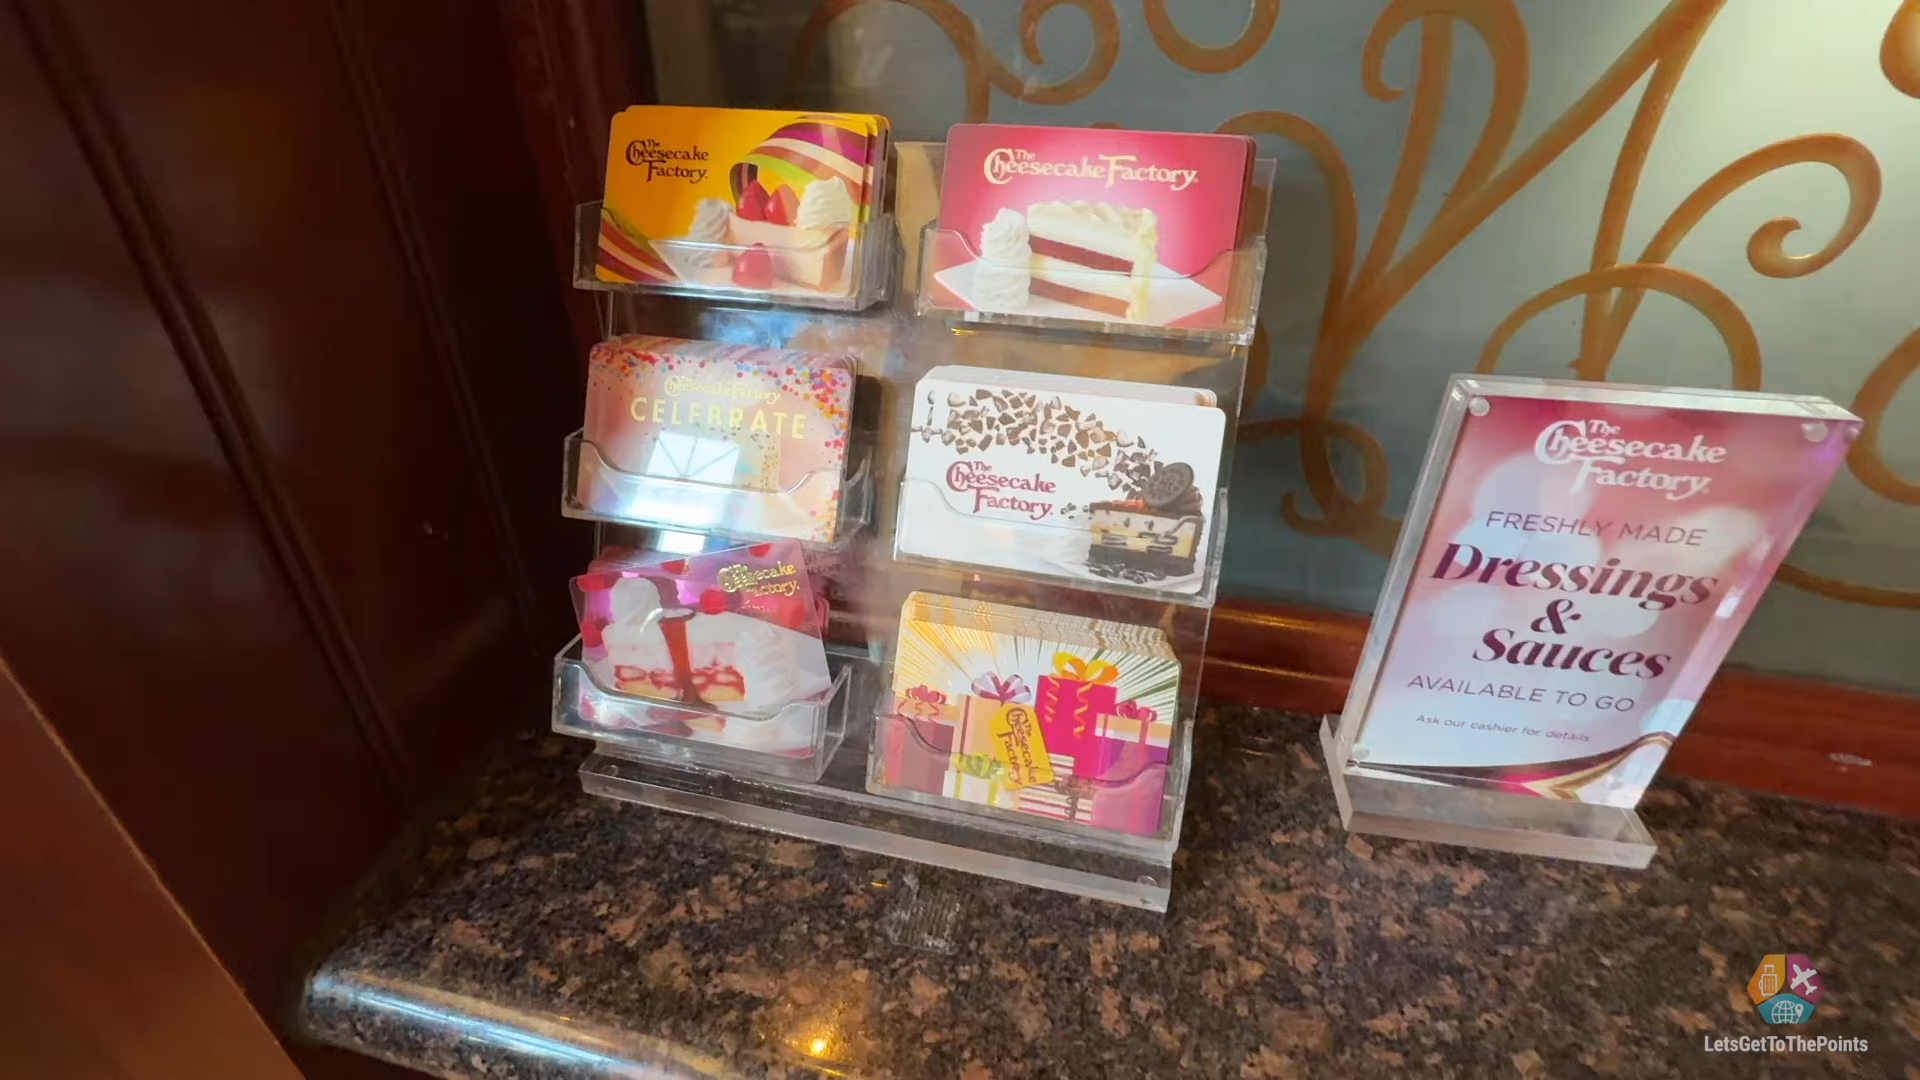 The
Cheesecake
Factory.
The
Cheesecake Factory.
The
Cheesecake Factory
CELEBRATE
The
Cheesecake
Factory.
The
Cheesecake
Factory.
The
Cheesecake
Factory
The
Cheesecake
Factory.
FRESHLY MADE
Dressings
&
Sauces
AVAILABLE TO GO
Ask our cashier for details.
LetsGetToThePoints